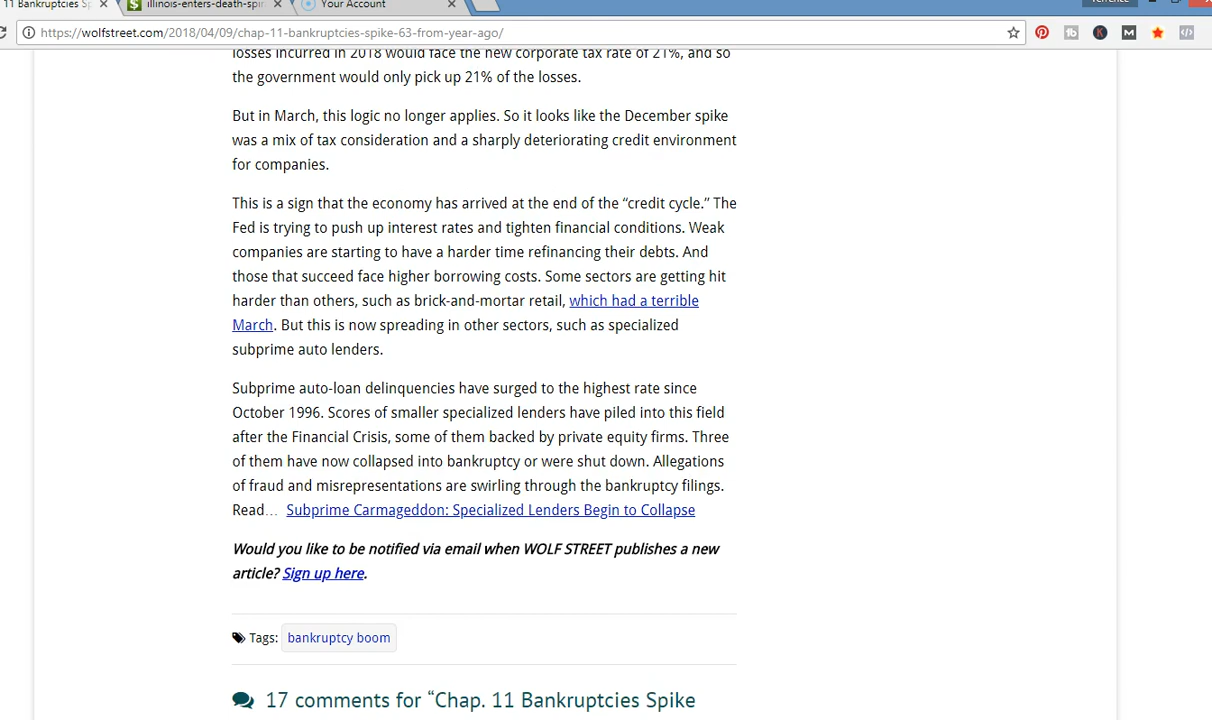 11 Bankruptcies Sp
illinois-enters-death-spir
Your Account
https://wolfstreet.com/2018/04/09/chap-11-bankruptcies-spike-63-from-year-ago/
losses incurred in 2018 would face the new corporate tax rate of 21%, and so
the government would only pick up 21% of the losses.
But in March, this logic no longer applies. So it looks like the December spike
was a mix of tax consideration and a sharply deteriorating credit environment
for companies.
This is a sign that the economy has arrived at the end of the “credit cycle.” The
Fed is trying to push up interest rates and tighten financial conditions. Weak
companies are starting to have a harder time refinancing their debts. And
those that succeed face higher borrowing costs. Some sectors are getting hit
harder than others, such as brick-and-mortar retail, which had a terrible
March. But this is now spreading in other sectors, such as specialized
subprime auto lenders.
Subprime auto-loan delinquencies have surged to the highest rate since
October 1996. Scores of smaller specialized lenders have piled into this field
after the Financial Crisis, some of them backed by private equity firms. Three
of them have now collapsed into bankruptcy or were shut down. Allegations
of fraud and misrepresentations are swirling through the bankruptcy filings.
Read… Subprime Carmageddon: Specialized Lenders Begin to Collapse
Would you like to be notified via email when WOLF STREET publishes a new
article? Sign up here.
Tags: bankruptcy boom
17 comments for “Chap. 11 Bankruptcies Spike